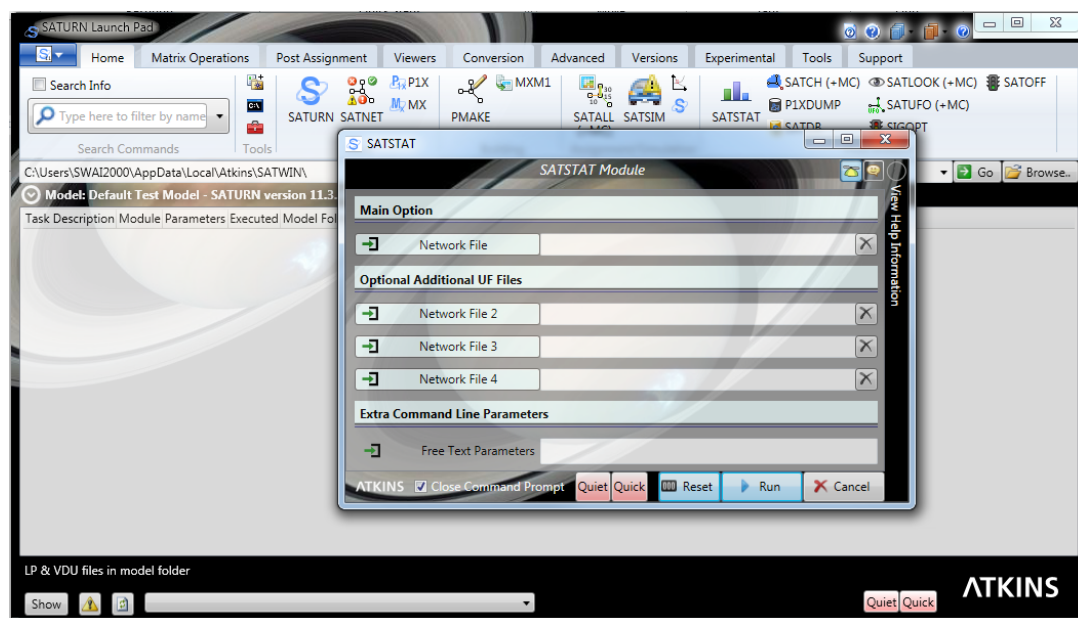 SATURN Launch Pad
Home Matrix Operations Post Assignment Viewers Conversion Advanced Versions Experimental Tools Support
Search Info
Type here to filter by name
Search Commands
Tools
SATURN SATNET
P1X
MX
PMAKE
MXM1
SATALL SATSIM
SATSTAT
SATCH (+MC) SATLOOK (+MC) SATOFF
P1XDUMP SATUFO (+MC)
SATDB SIGOPT
C:\Users\SWAI2000\AppData\Local\Atkins\SATWIN\
Go Browse..
Model: Default Test Model - SATURN version 11.3.
Task Description Module Parameters Executed Model Fol
SATSTAT
SATSTAT Module
View Help Information
Main Option
Network File
Optional Additional UF Files
Network File 2
Network File 3
Network File 4
Extra Command Line Parameters
Free Text Parameters
ATKINS Close Command Prompt Quiet Quick Reset Run Cancel
LP & VDU files in model folder
Show
Quiet Quick
ATKINS